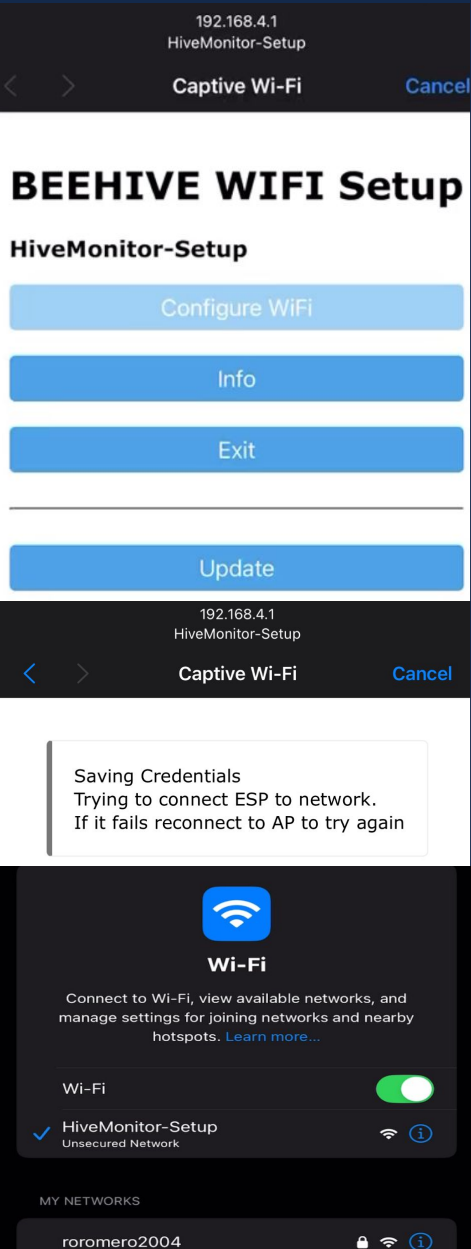 192.168.4.1
HiveMonitor-Setup
Captive Wi-Fi
Cancel
BEEHIVE WIFI Setup
HiveMonitor-Setup
Configure WiFi
Info
Exit
Update
192.168.4.1
HiveMonitor-Setup
Captive Wi-Fi
Cancel
Saving Credentials
Trying to connect ESP to network.
If it fails reconnect to AP to try again
Wi-Fi
Connect to Wi-Fi, view available networks, and
manage settings for joining networks and nearby
hotspots. Learn more...
Wi-Fi
HiveMonitor-Setup
Unsecured Network
MY NETWORKS
roromero2004